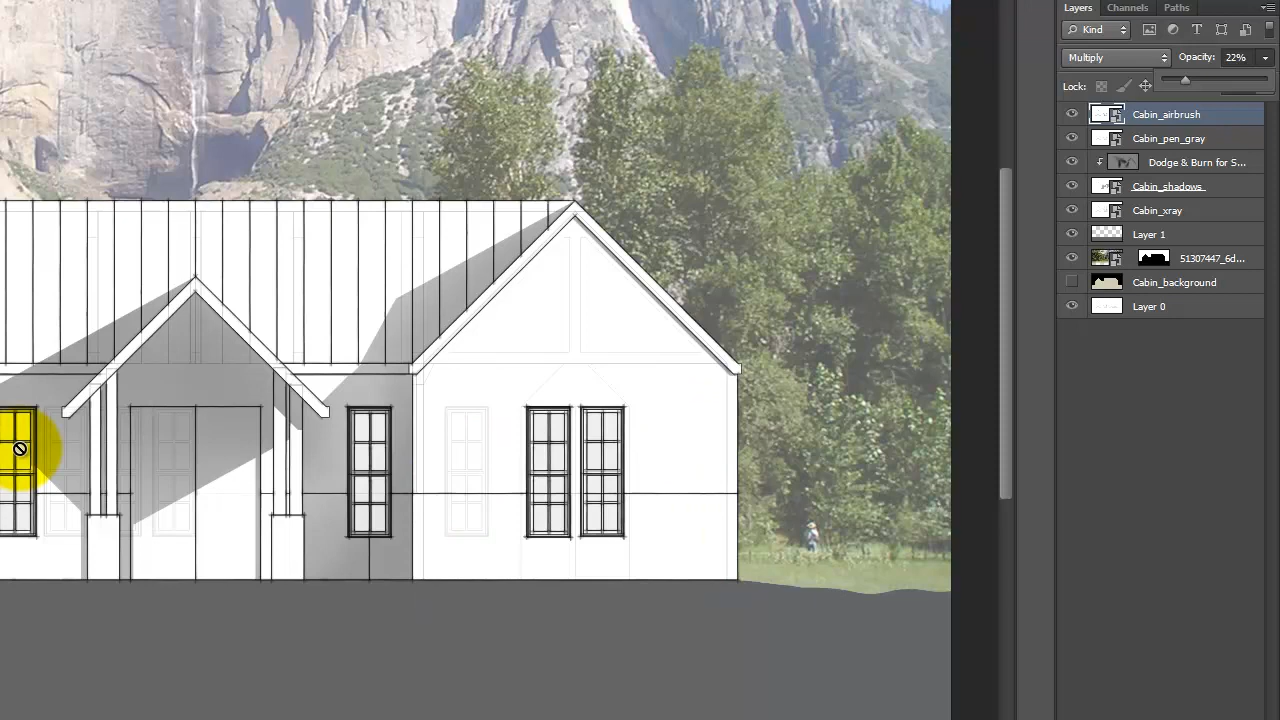 Layers Channels Paths
Kind
Multiply Opacity: 22%
Lock:
Cabin_airbrush
Cabin_pen_gray
Dodge & Burn for S...
Cabin_shadows
Cabin_xray
Layer 1
51307447_6d...
Cabin_background
Layer 0